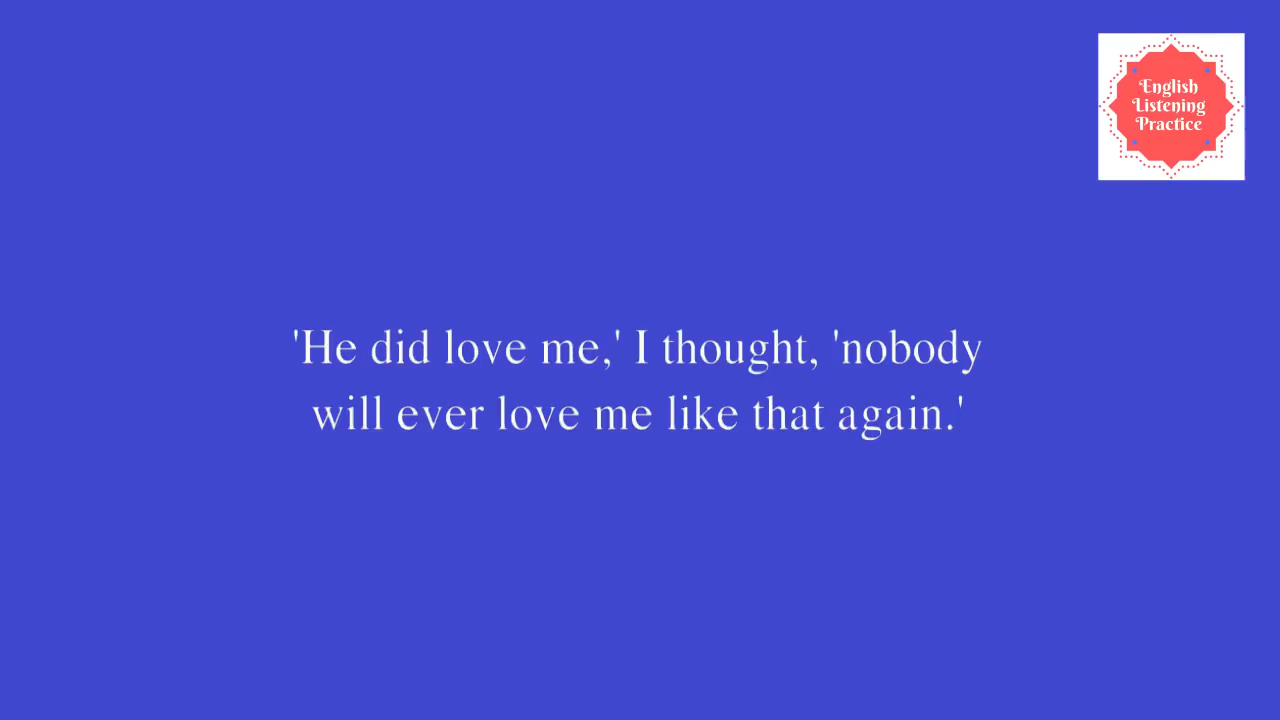 English
Listening
Practice
'He did love me,' I thought, 'nobody
will ever love me like that again.'